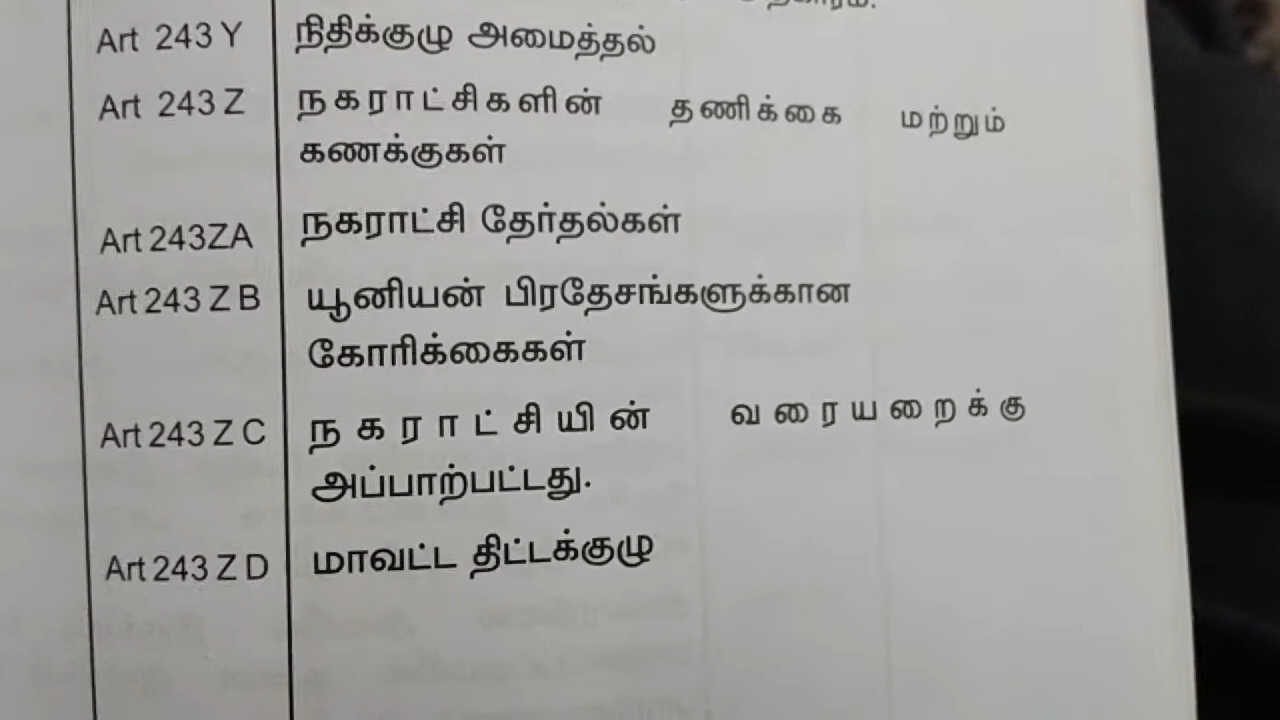 Art 243 Y நிதிக்குழு அமைத்தல்
Art 243 Z நகராட்சிகளின் தணிக்கை மற்றும்
கணக்குகள்
Art 243ZA நகராட்சி தேர்தல்கள்
Art 243 Z B யூனியன் பிரதேசங்களுக்கான
கோரிக்கைகள்
Art 243 Z C நகராட்சியின் வரையறைக்கு
அப்பாற்பட்டது.
Art 243 Z D மாவட்ட திட்டக்குழு